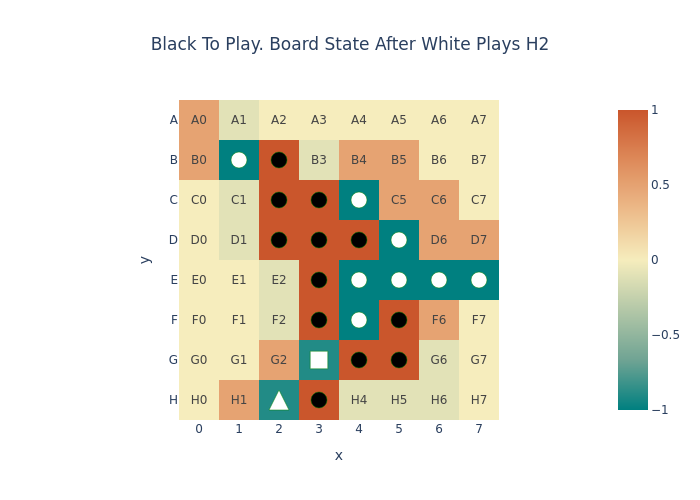 Black To Play. Board State After White Plays H2
A A0 A1 A2 A3 A4 A5 A6 A7
B B0 B3 B4 B5 B6 B7
C C0 C1 C5 C6 C7
D D0 D1 D6 D7
E E0 E1 E2
F F0 F1 F2 F6 F7
G G0 G1 G2 G6 G7
H H0 H1 H4 H5 H6 H7
0 1 2 3 4 5 6 7
x
y
1
0.5
0
−0.5
−1